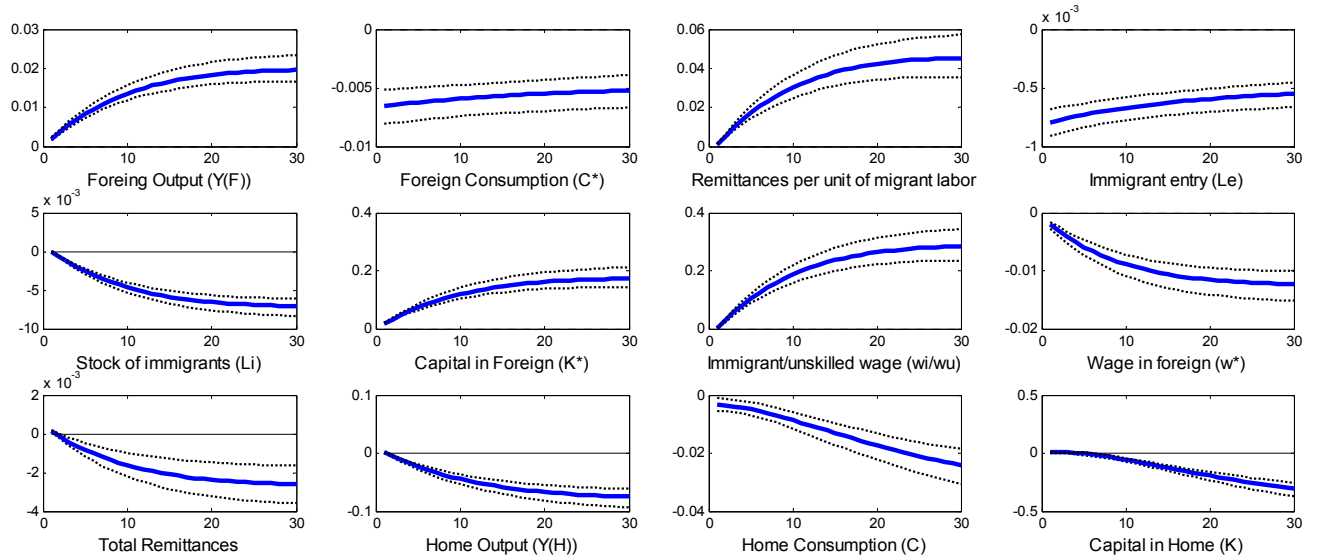 0.03
0.02
0.01
0
0 10 20 30
Foreing Output (Y(F))
0
-0.005
-0.01
0 10 20 30
Foreign Consumption (C*)
0.06
0.04
0.02
0
0 10 20 30
Remittances per unit of migrant labor
x 10⁻³
0
-0.5
-1
0 10 20 30
Immigrant entry (Le)
5 x 10⁻³
0
-5
-10
0 10 20 30
Stock of immigrants (Li)
0.4
0.2
0
0 10 20 30
Capital in Foreign (K*)
0.4
0.2
0
0 10 20 30
Immigrant/unskilled wage (wi/wu)
0
-0.01
-0.02
0 10 20 30
Wage in foreign (w*)
x 10⁻³
2
0
-2
-4
0 10 20 30
Total Remittances
0.1
0
-0.1
0 10 20 30
Home Output (Y(H))
0
-0.02
-0.04
0 10 20 30
Home Consumption (C)
0.5
0
-0.5
0 10 20 30
Capital in Home (K)